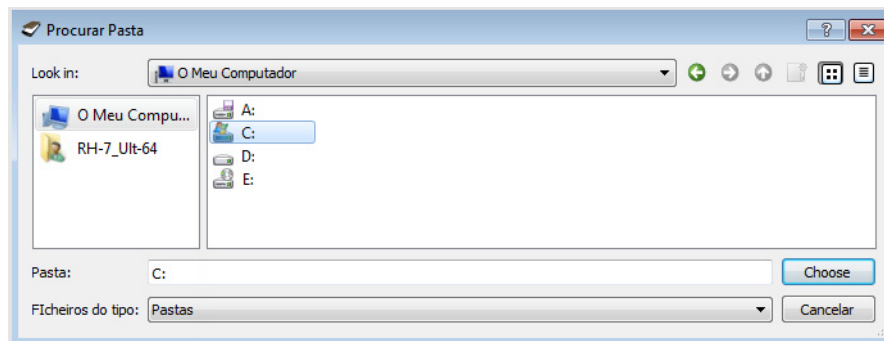 Procurar Pasta
Look in: O Meu Computador
O Meu Compu...
RH-7_Ult-64
A:
C:
D:
E:
Pasta: C: Choose
FIcheiros do tipo: Pastas Cancelar